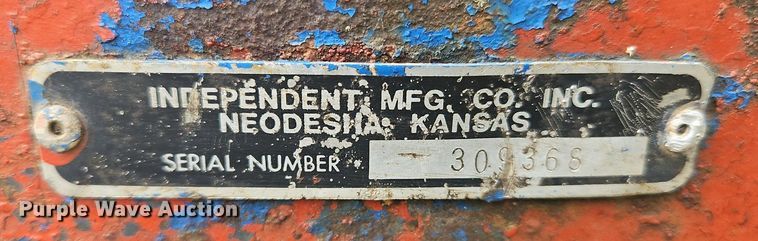 INDEPENDENT MFG. CO. INC.
NEODESHA, KANSAS
SERIAL NUMBER 309368
Purple Wave Auction